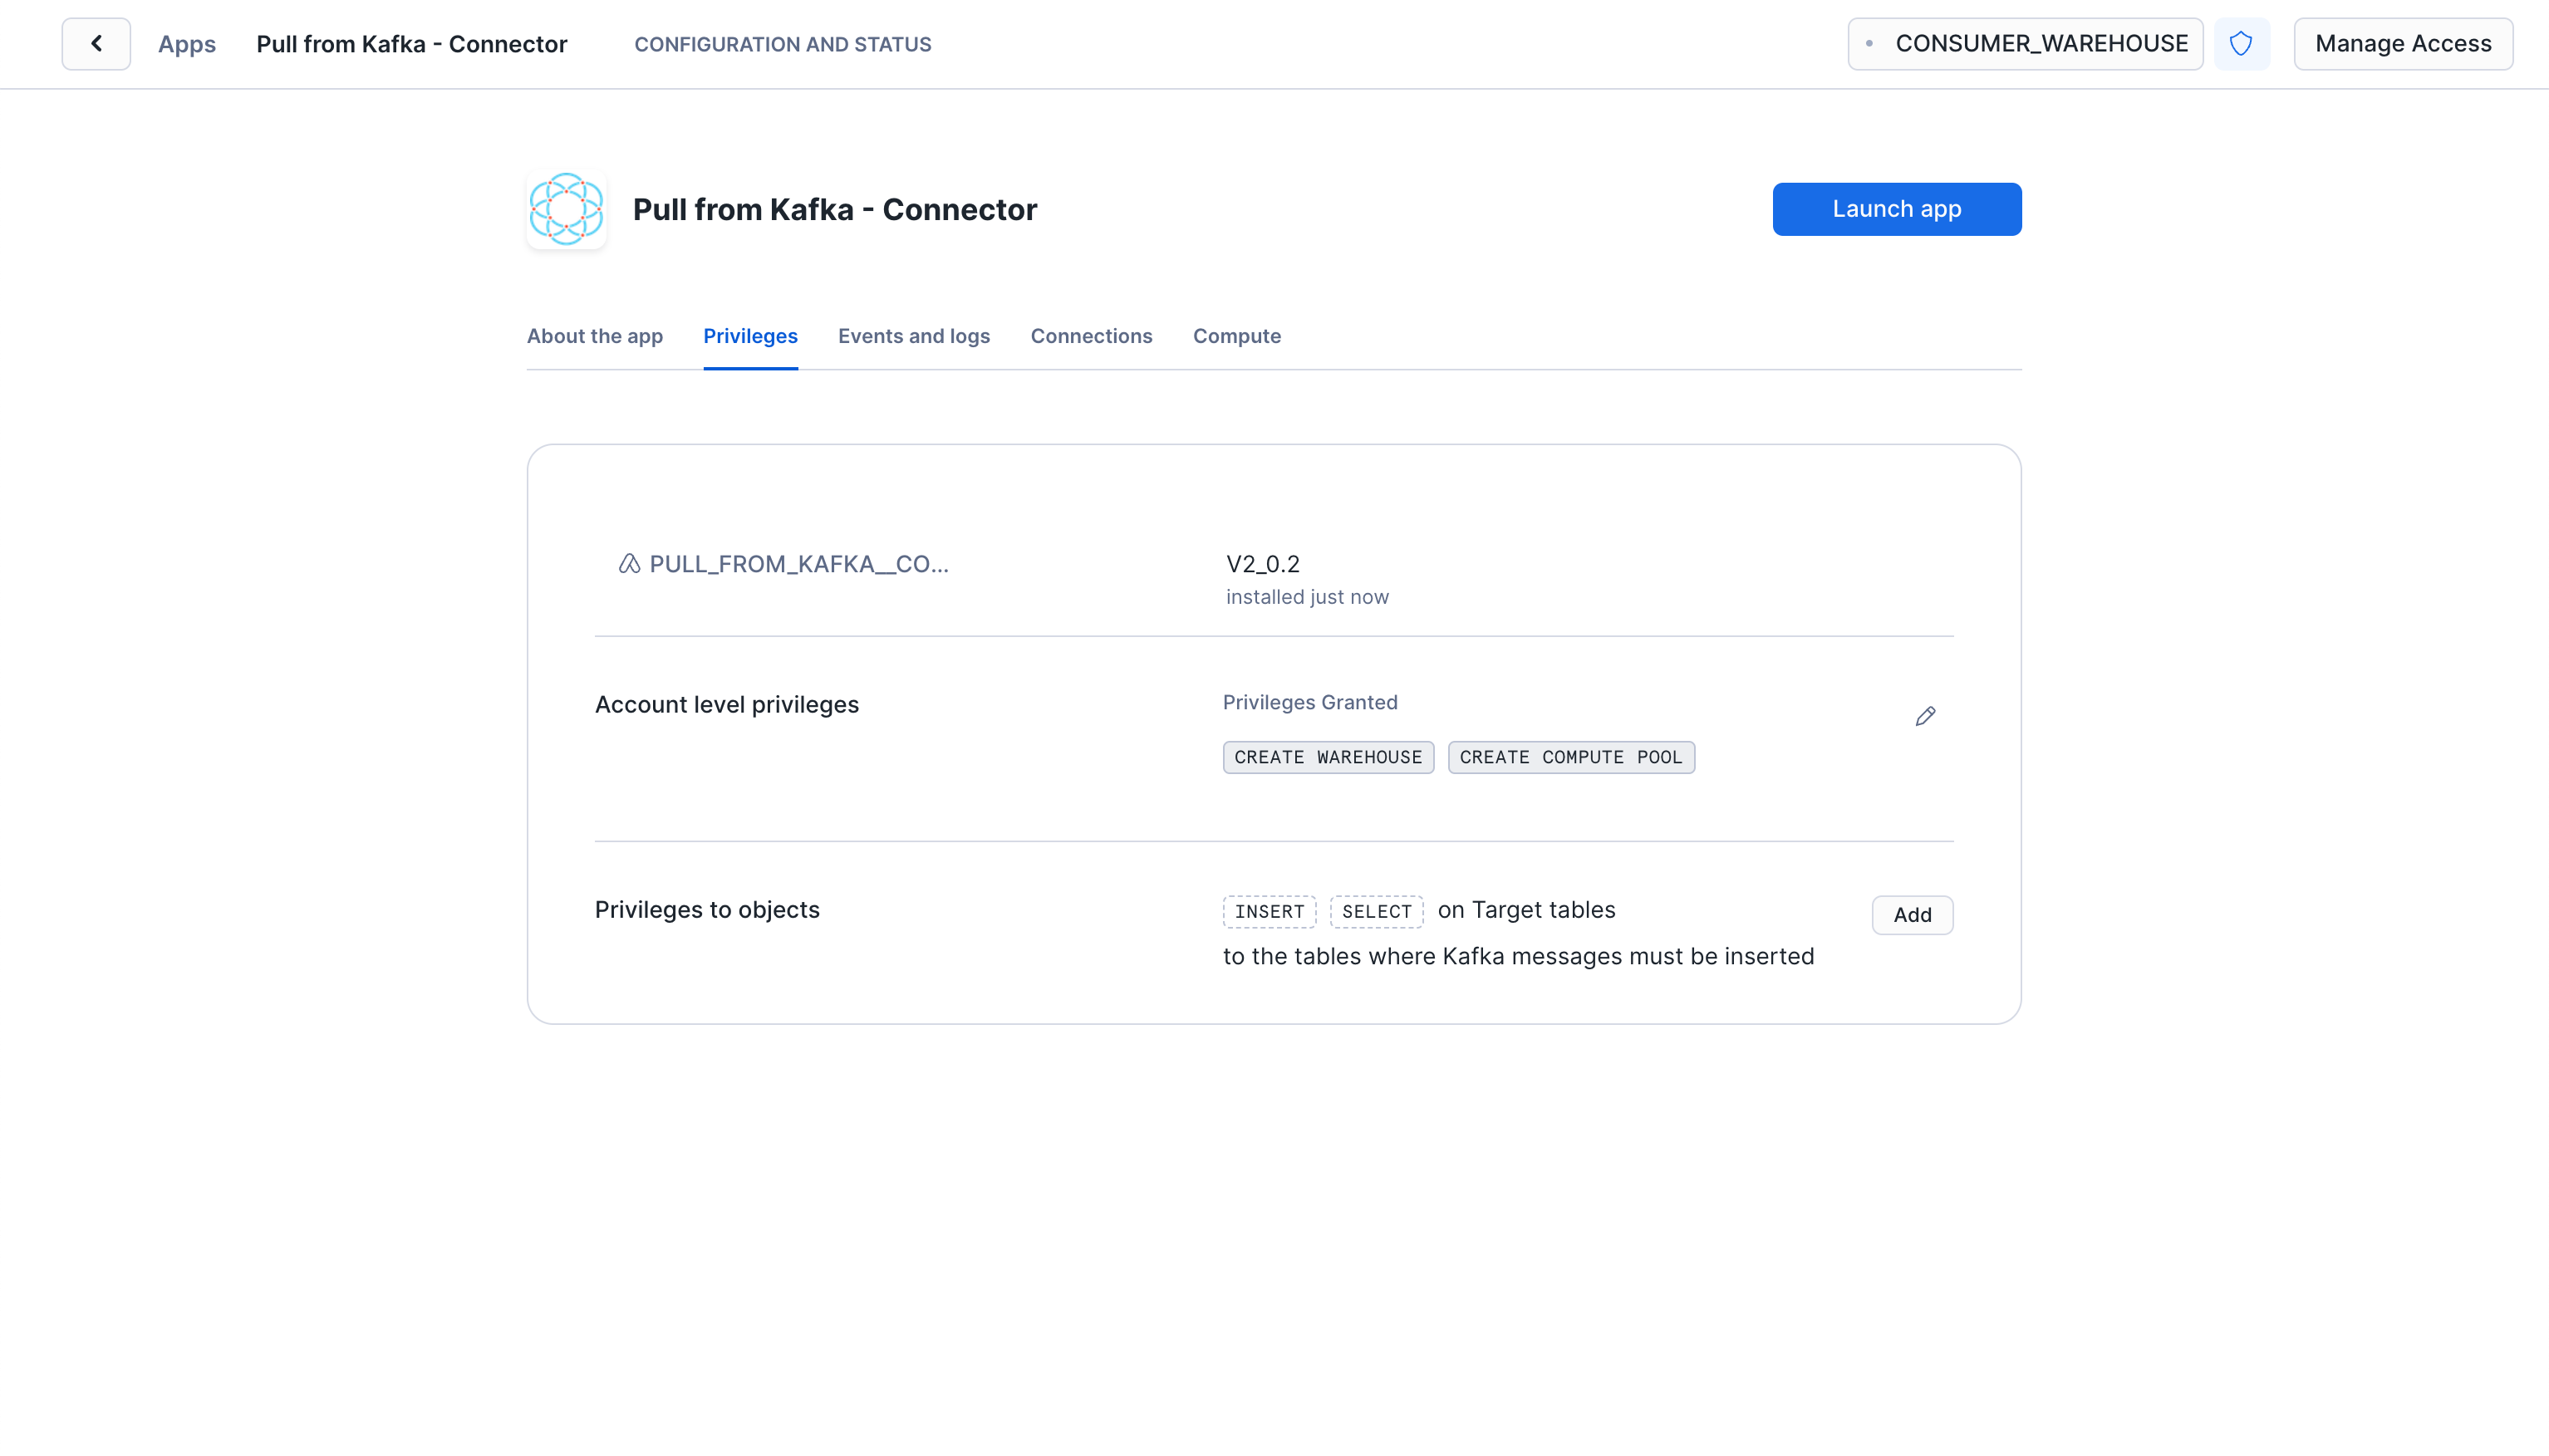 Apps Pull from Kafka - Connector CONFIGURATION AND STATUS CONSUMER_WAREHOUSE Manage Access
Pull from Kafka - Connector Launch app
About the app Privileges Events and logs Connections Compute
PULL_FROM_KAFKA__CO... V2_0.2
installed just now
Account level privileges Privileges Granted
CREATE WAREHOUSE CREATE COMPUTE POOL
Privileges to objects INSERT SELECT on Target tables Add
to the tables where Kafka messages must be inserted